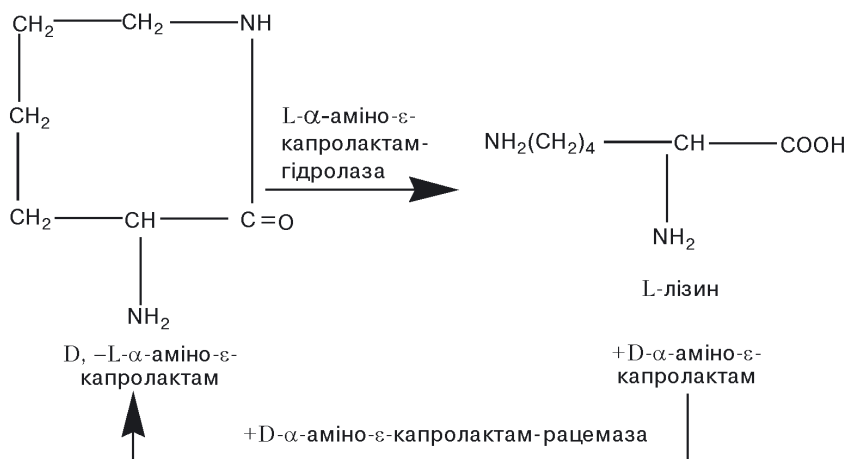 CH₂ CH₂ NH
CH₂
CH₂ CH C=O
NH₂
D, –L-α-аміно-ε-
капролактам
L-α-аміно-ε-
капролактам-
гідролаза
NH₂(CH₂)₄ CH COOH
NH₂
L-лізин
+D-α-аміно-ε-
капролактам
+D-α-аміно-ε-капролактам-рацемаза